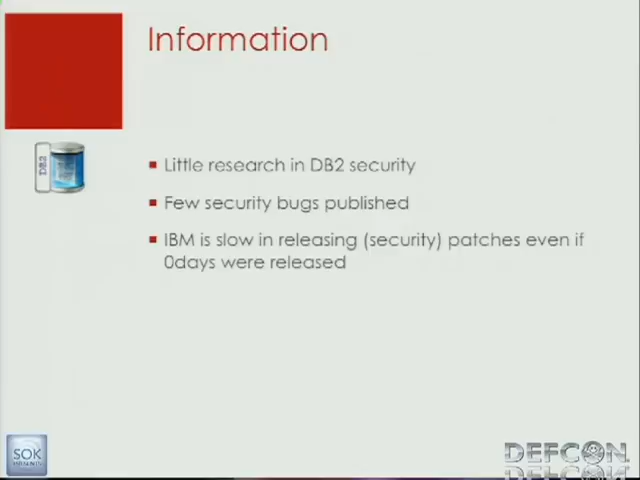 Information
DB2
Little research in DB2 security
Few security bugs published
IBM is slow in releasing (security) patches even if
0days were released
SOK
DEFCON